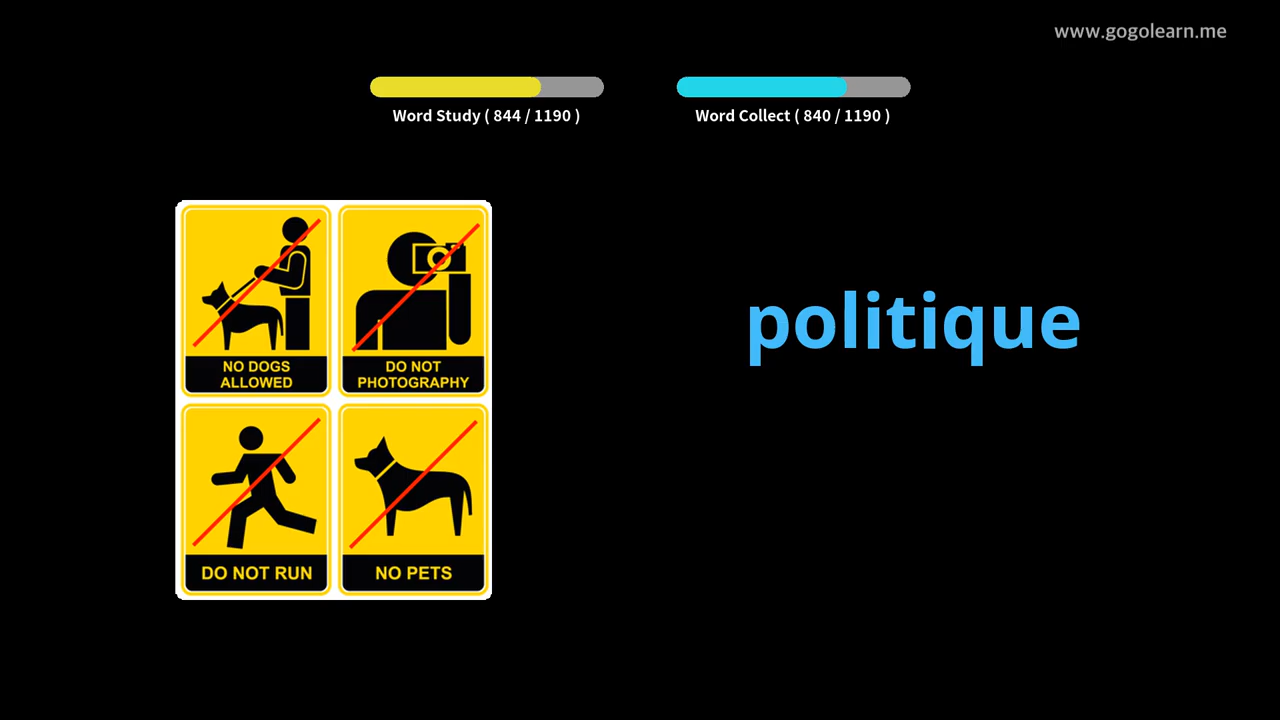 www.gogolearn.me
Word Study ( 844 / 1190 )
Word Collect ( 840 / 1190 )
NO DOGS
ALLOWED
DO NOT
PHOTOGRAPHY
politique
DO NOT RUN
NO PETS